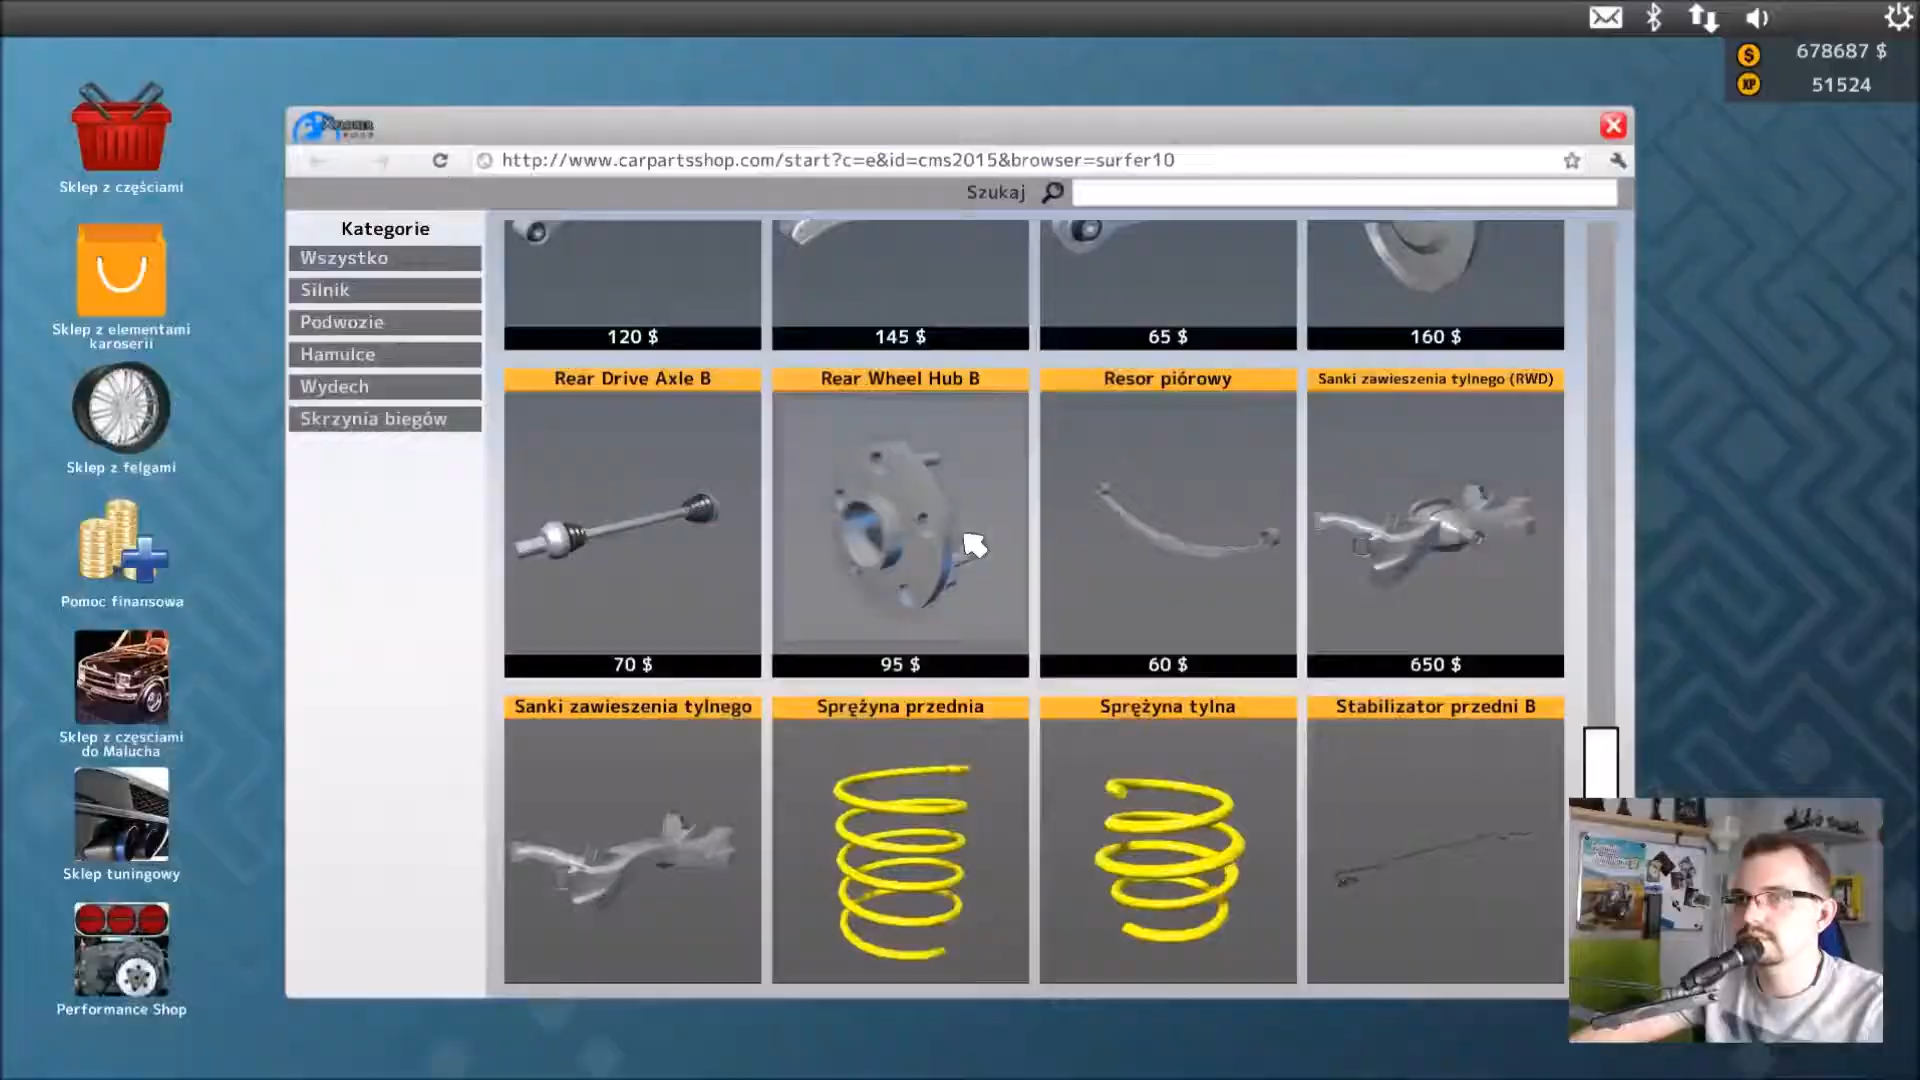 678687 $
51524
http://www.carpartsshop.com/start?c=e&id=cms2015&browser=surfer10
Szukaj
Kategorie
Wszystko
Silnik
Podwozie
Hamulce
Wydech
Skrzynia biegów
Sklep z częściami
Sklep z elementami
karoserii
Sklep z felgami
Pomoc finansowa
Sklep z częsciami
do Malucha
Sklep tuningowy
Performance Shop
120 $
145 $
65 $
160 $
Rear Drive Axle B
Rear Wheel Hub B
Resor piórowy
Sanki zawieszenia tylnego (RWD)
70 $
95 $
60 $
650 $
Sanki zawieszenia tylnego
Sprężyna przednia
Sprężyna tylna
Stabilizator przedni B
XP